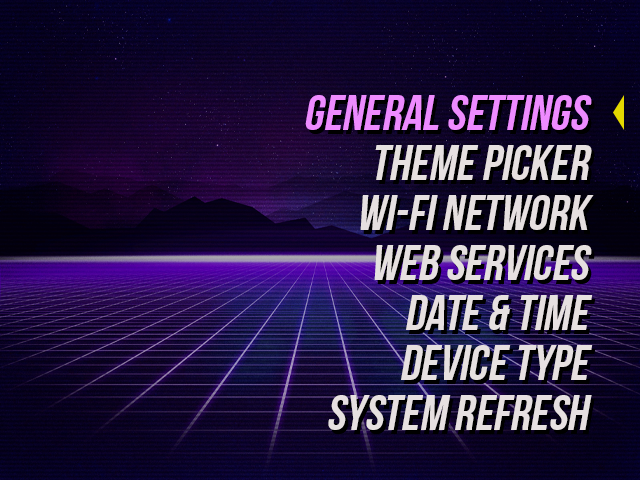 GENERAL SETTINGS
THEME PICKER
WI-FI NETWORK
WEB SERVICES
DATE & TIME
DEVICE TYPE
SYSTEM REFRESH